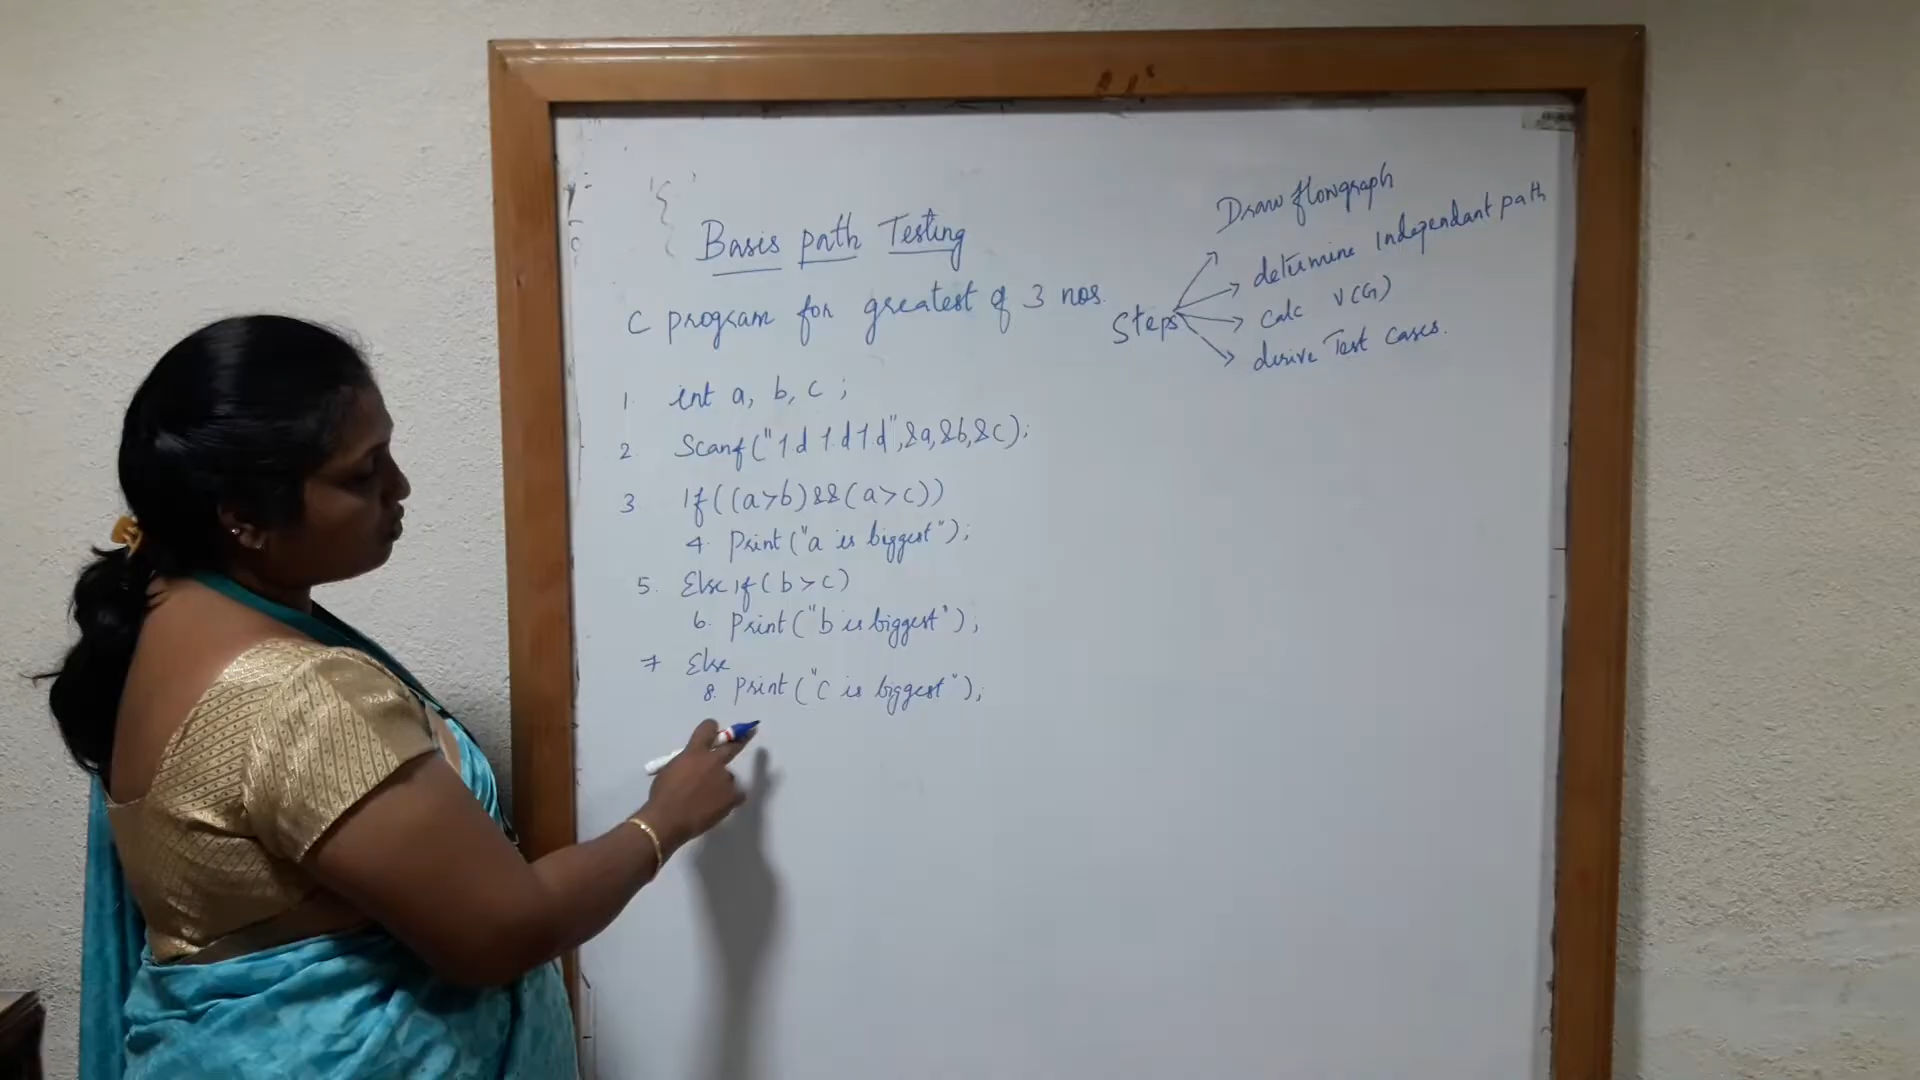 Basis path Testing
C program for greatest of 3 nos.
1 int a, b, c ;
2 Scanf("%d %d %d",&a,&b,&c);
3 If((a>b)&&(a>c))
4. Print("a is biggest");
5. Else if(b>c)
6. Print("b is biggest");
7 Else
8. Print("c is biggest");
Steps
Draw flowgraph
determine Independant path
calc V(G)
derive Test cases.